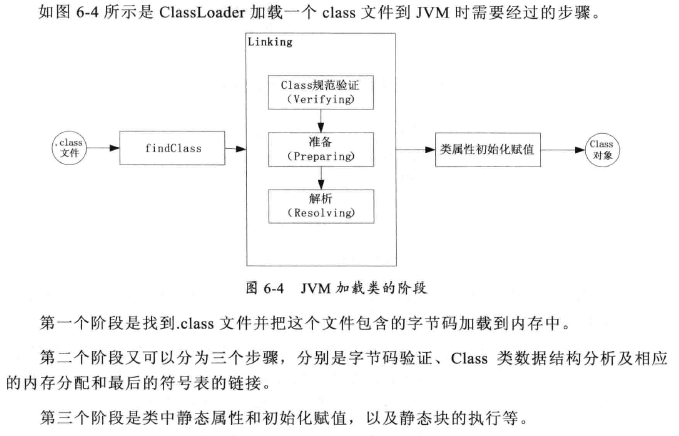 如图 6-4 所示是 ClassLoader 加载一个 class 文件到 JVM 时需要经过的步骤。
Linking
Class规范验证
(Verifying)
.class
文件
findClass
准备
(Preparing)
类属性初始化赋值
Class
对象
解析
(Resolving)
图 6-4 JVM 加载类的阶段
第一个阶段是找到.class 文件并把这个文件包含的字节码加载到内存中。
第二个阶段又可以分为三个步骤，分别是字节码验证、Class 类数据结构分析及相应
的内存分配和最后的符号表的链接。
第三个阶段是类中静态属性和初始化赋值，以及静态块的执行等。